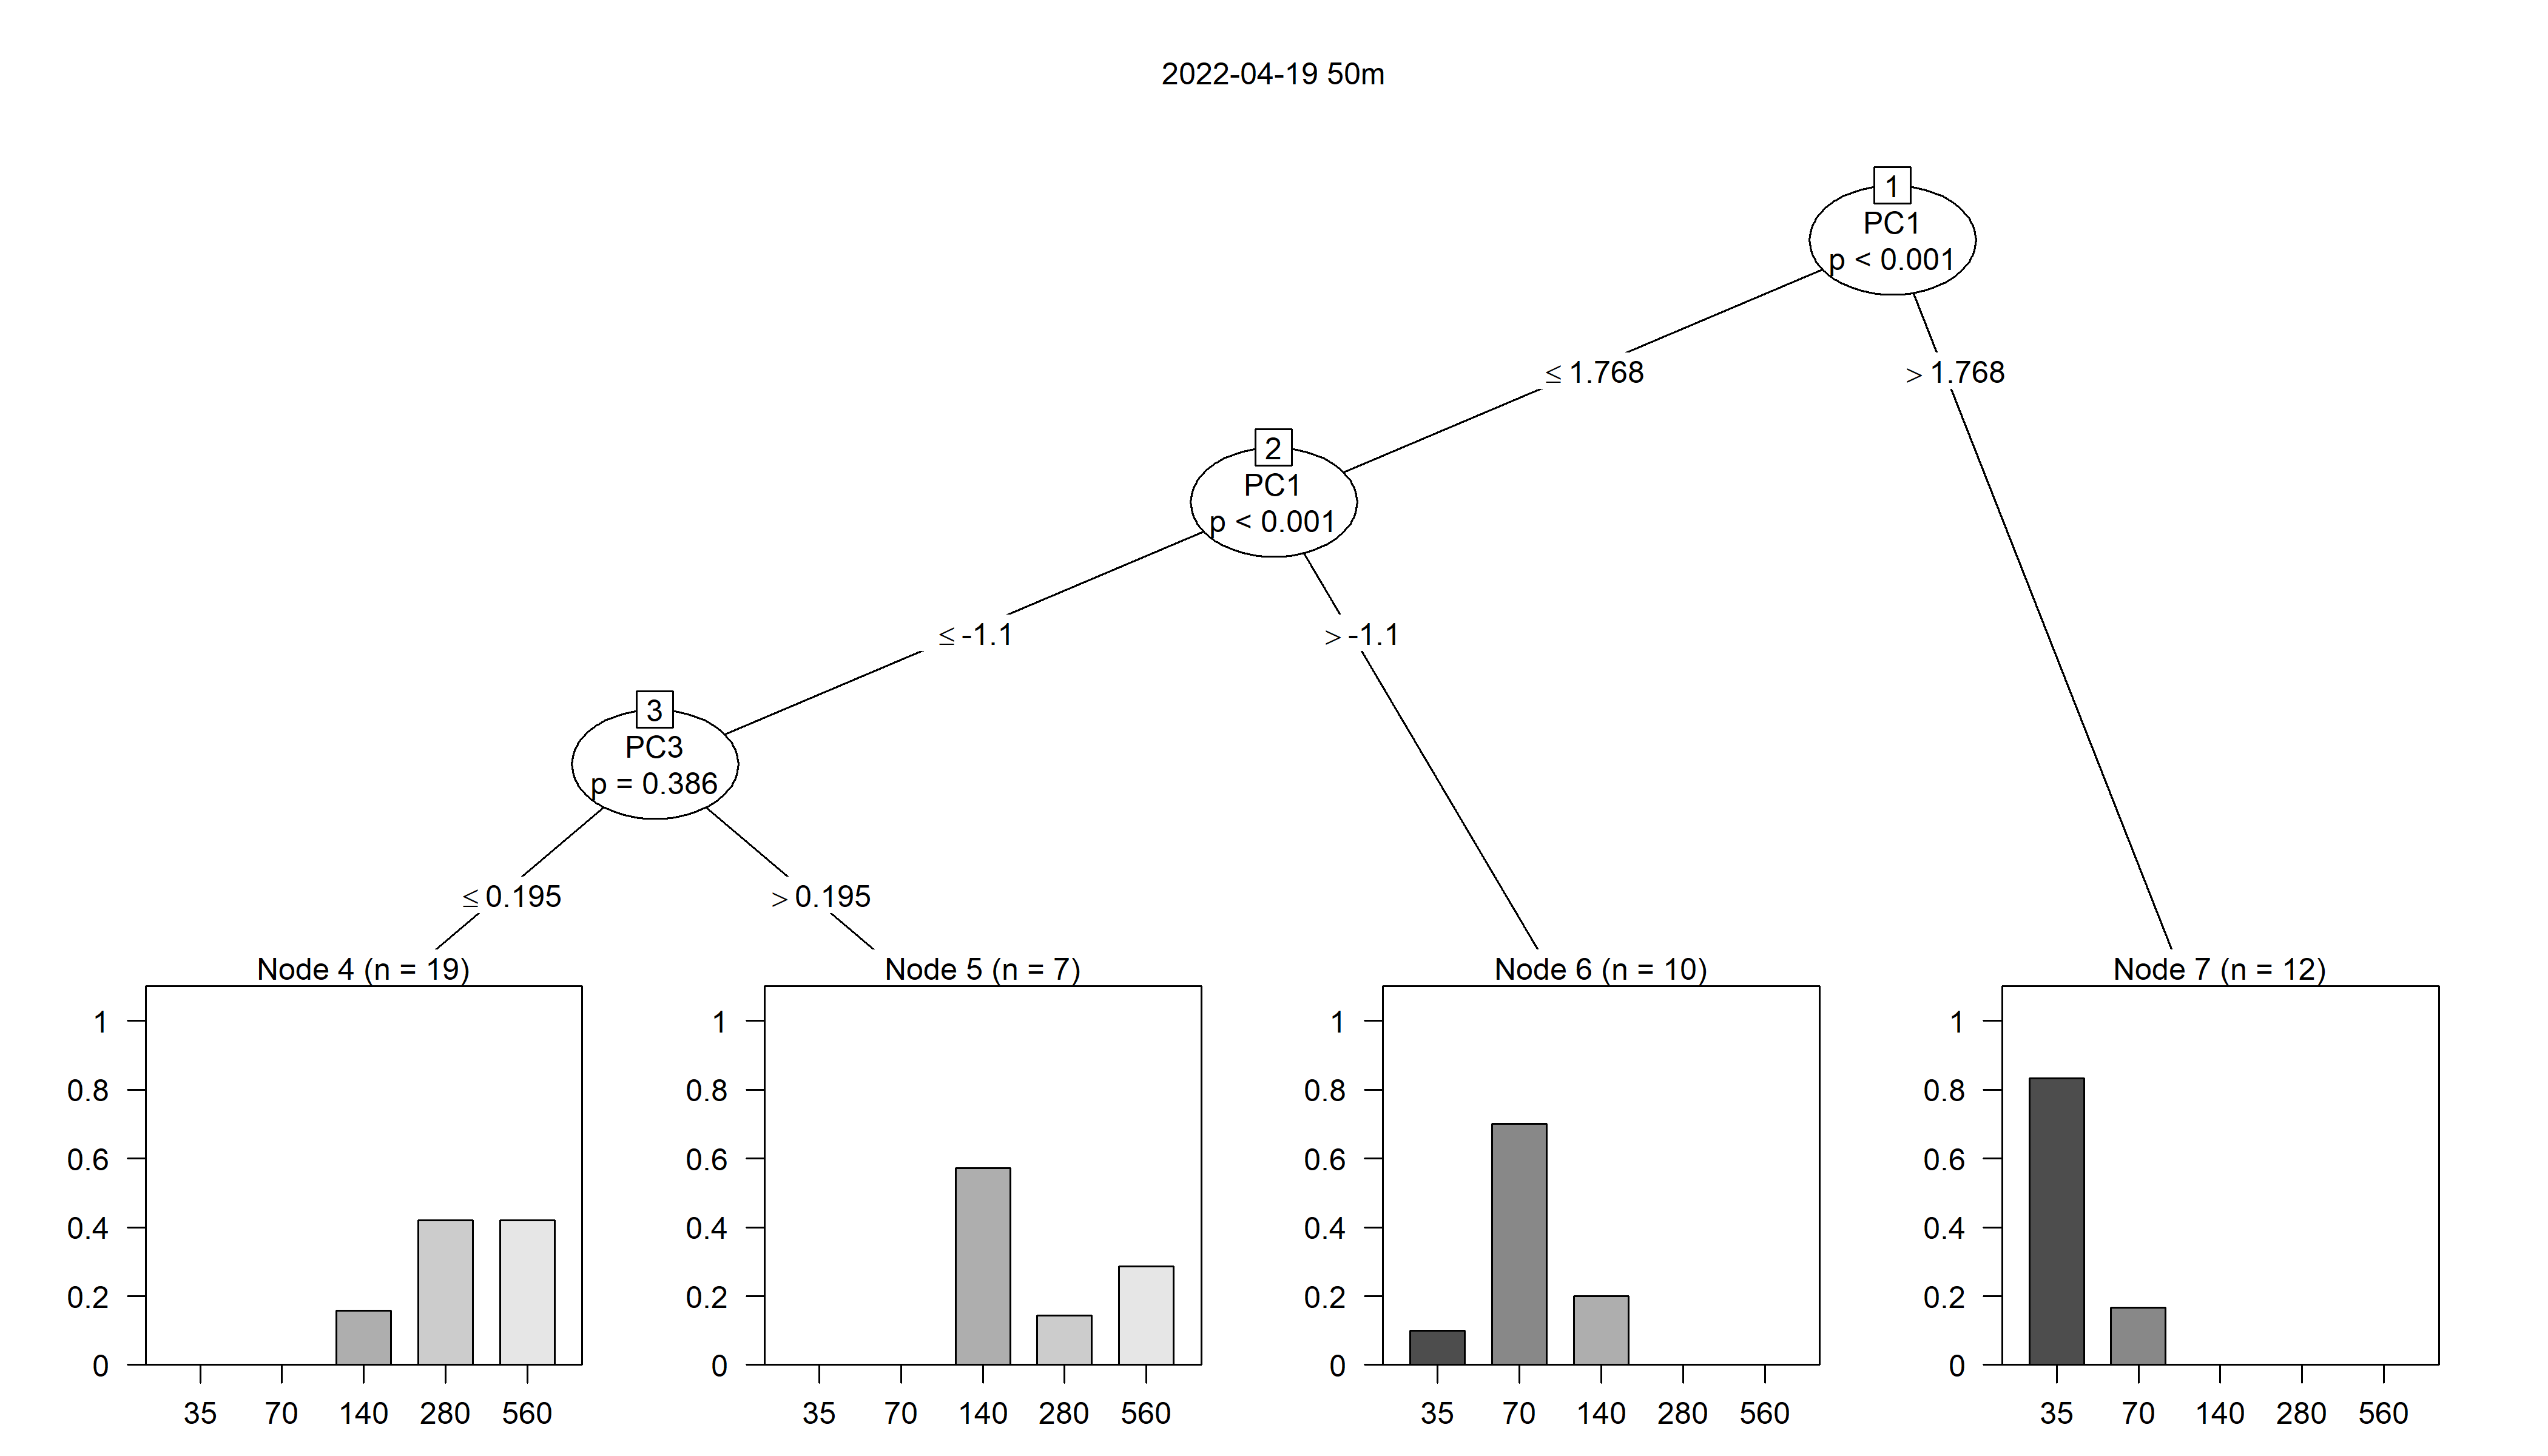 2022-04-19 50m
1
PC1
p < 0.001
≤ 1.768
> 1.768
2
PC1
p < 0.001
≤ -1.1
> -1.1
3
PC3
p = 0.386
≤ 0.195
> 0.195
Node 4 (n = 19)
1
0.8
0.6
0.4
0.2
0
35 70 140 280 560
Node 5 (n = 7)
1
0.8
0.6
0.4
0.2
0
35 70 140 280 560
Node 6 (n = 10)
1
0.8
0.6
0.4
0.2
0
35 70 140 280 560
Node 7 (n = 12)
1
0.8
0.6
0.4
0.2
0
35 70 140 280 560